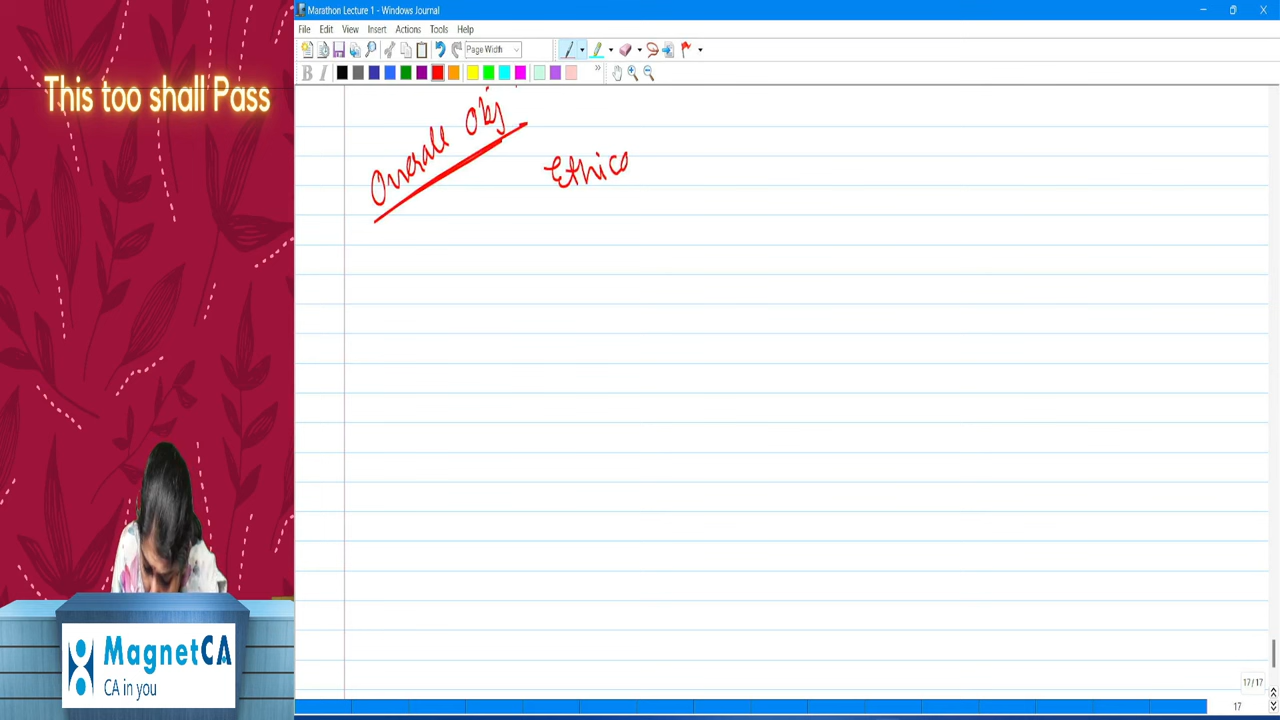 Marathon Lecture 1 - Windows Journal
File Edit View Insert Actions Tools Help
Page Width
B I
This too shall Pass
Overall Obj
Ethica
MagnetCA
CA in you
17 / 17
17